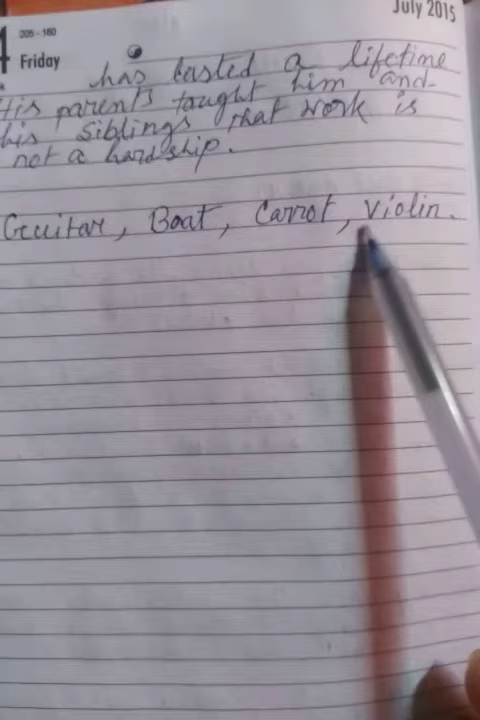 July 2015
205-160
Friday
has lasted a lifetime
His parents taught him and
his siblings that work is
not a hardship.
Guitar, Boat, Carrot, Violin.